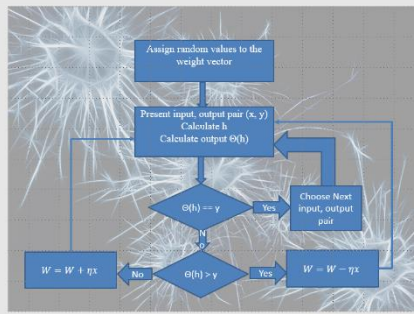 Assign random values to the
weight vector
Present input, output pair (x, y)
Calculate h
Calculate output Θ(h)
Θ(h) == y
Yes
Choose Next
input, output
pair
N
o
W = W + ηx
No
Θ(h) > y
Yes
W = W − ηx